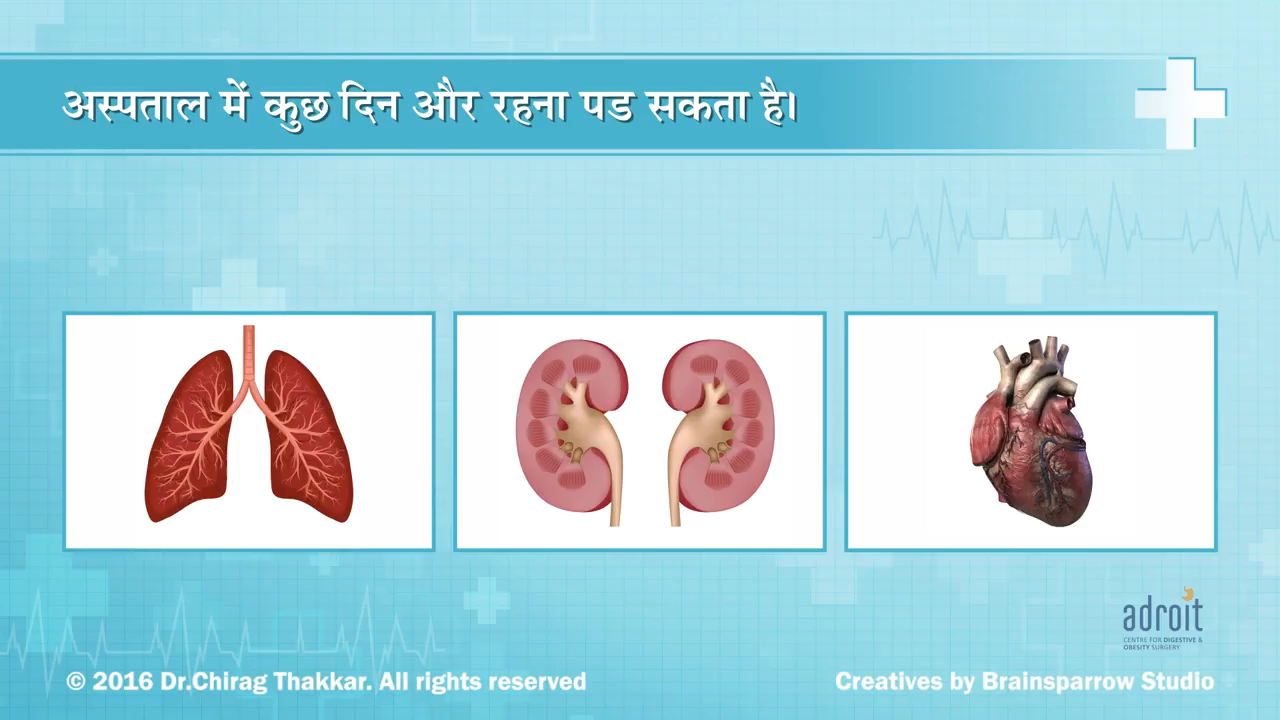 अस्पताल में कुछ दिन और रहना पड सकता है।
adroit
CENTRE FOR DIGESTIVE &
OBESITY SURGERY
© 2016 Dr.Chirag Thakkar. All rights reserved
Creatives by Brainsparrow Studio